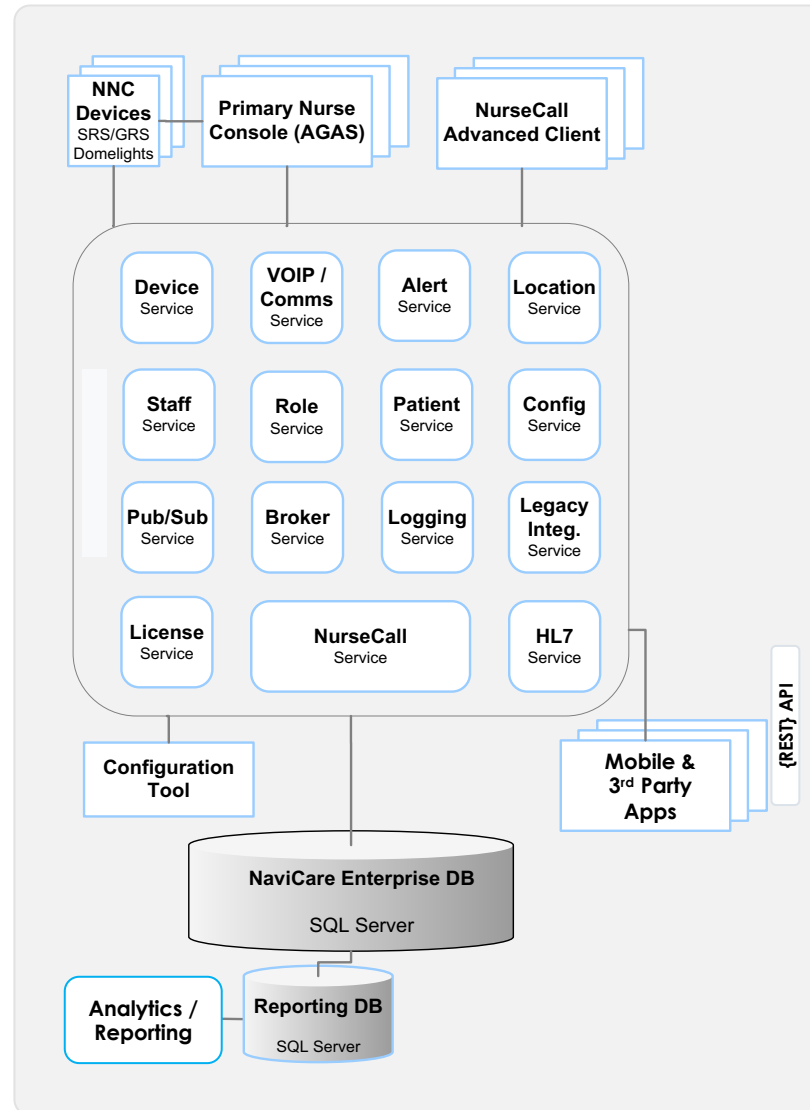 NNC
Devices
SRS/GRS
Domelights
Primary Nurse
Console (AGAS)
NurseCall
Advanced Client
Device
Service
VOIP /
Comms
Service
Alert
Service
Location
Service
Staff
Service
Role
Service
Patient
Service
Config
Service
Pub/Sub
Service
Broker
Service
Logging
Service
Legacy
Integ.
Service
License
Service
NurseCall
Service
HL7
Service
Configuration
Tool
Mobile &
3rd Party
Apps
{REST} API
NaviCare Enterprise DB
SQL Server
Analytics /
Reporting
Reporting DB
SQL Server